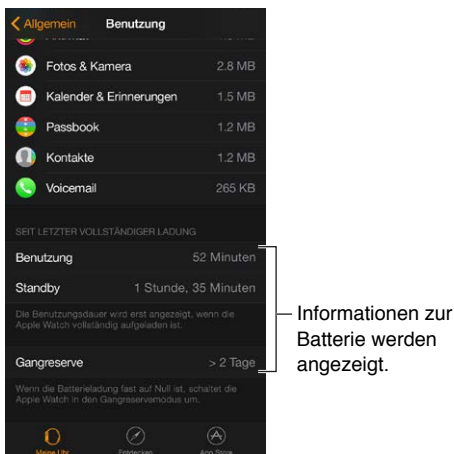 Allgemein Benutzung
Fotos & Kamera 2.8 MB
Kalender & Erinnerungen 1.5 MB
Passbook 1.2 MB
Kontakte 1.2 MB
Voicemail 265 KB
SEIT LETZTER VOLLSTÄNDIGER LADUNG
Benutzung 52 Minuten
Standby 1 Stunde, 35 Minuten
Die Benutzungsdauer wird erst angezeigt, wenn die
Apple Watch vollständig aufgeladen ist.
Gangreserve > 2 Tage
Wenn die Batterieladung fast auf Null ist, schaltet die
Apple Watch in den Gangreservemodus um.
Meine Uhr Entdecken App Store
Informationen zur
Batterie werden
angezeigt.